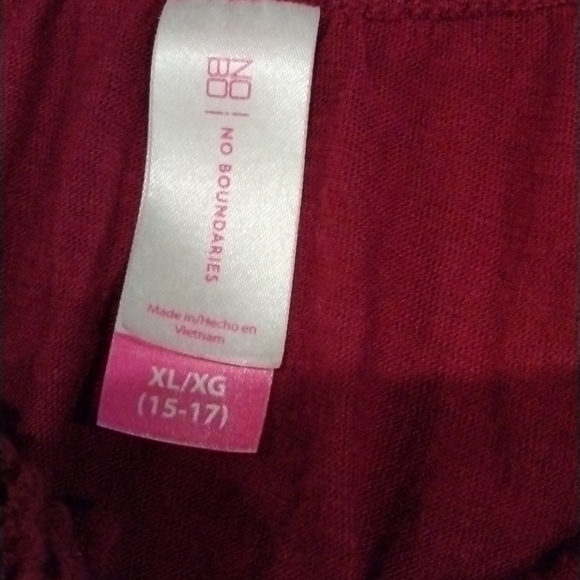 NO
BO
NO BOUNDARIES
Made in/Hecho en
Vietnam
XL/XG
(15-17)